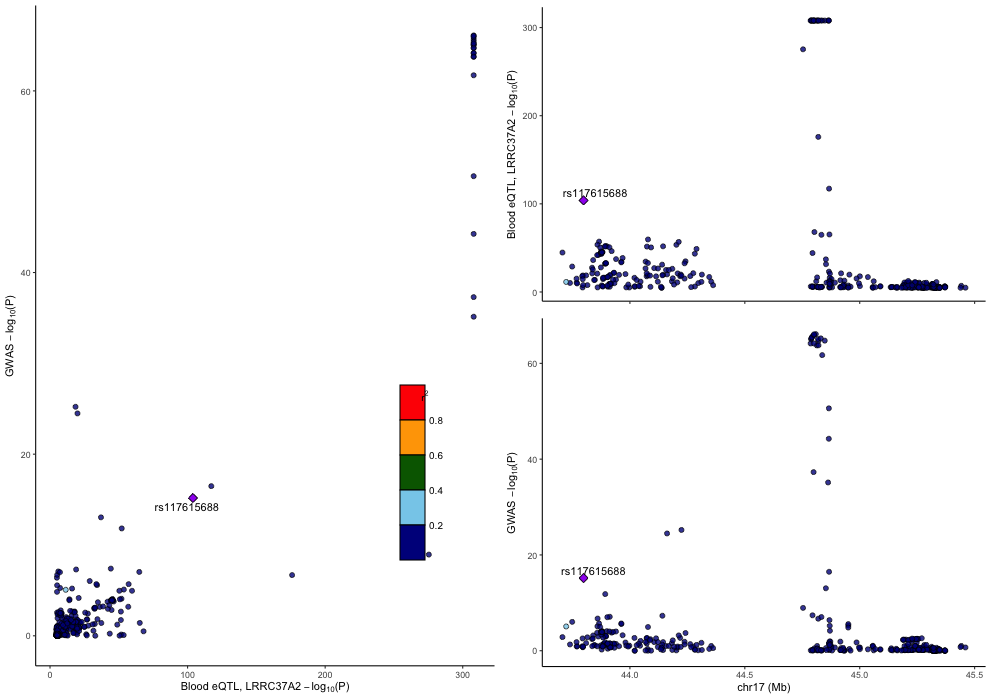 60
40
20
0
GWAS −log10(P)
0
100
200
300
Blood eQTL, LRRC37A2 −log10(P)
rs117615688
r2
0.8
0.6
0.4
0.2
300
200
100
0
Blood eQTL, LRRC37A2 −log10(P)
rs117615688
60
40
20
0
GWAS −log10(P)
rs117615688
44.0
44.5
45.0
45.5
chr17 (Mb)